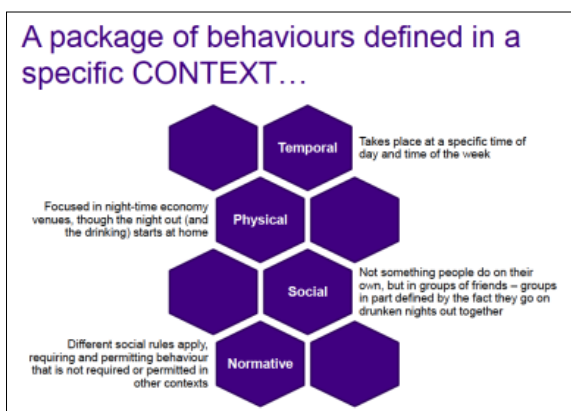 A package of behaviours defined in a
specific CONTEXT…
Temporal
Takes place at a specific time of
day and time of the week
Focused in night-time economy
venues, though the night out (and
the drinking) starts at home
Physical
Social
Not something people do on their
own, but in groups of friends – groups
in part defined by the fact they go on
drunken nights out together
Different social rules apply,
requiring and permitting behaviour
that is not required or permitted in
other contexts
Normative